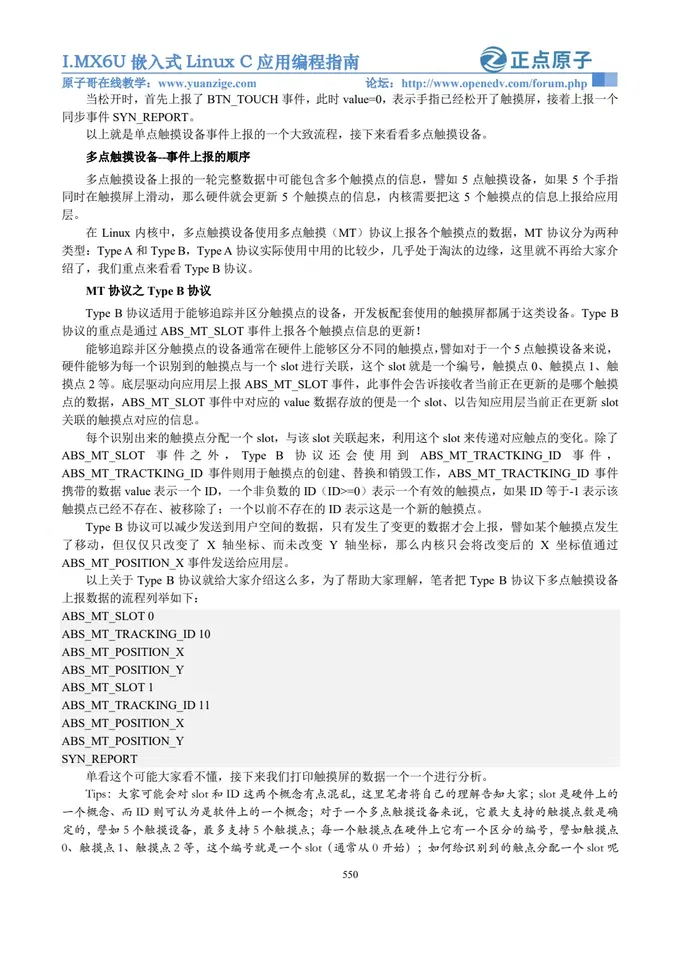 I.MX6U 嵌入式 Linux C 应用编程指南
正点原子
原子哥在线教学：www.yuanzige.com 论坛：http://www.openedv.com/forum.php
当松开时，首先上报了 BTN_TOUCH 事件，此时 value=0，表示手指已经松开了触摸屏，接着上报一个
同步事件 SYN_REPORT。
以上就是单点触摸设备事件上报的一个大致流程，接下来看看多点触摸设备。
多点触摸设备--事件上报的顺序
多点触摸设备上报的一轮完整数据中可能包含多个触摸点的信息，譬如 5 点触摸设备，如果 5 个手指
同时在触摸屏上滑动，那么硬件就会更新 5 个触摸点的信息，内核需要把这 5 个触摸点的信息上报给应用
层。
在 Linux 内核中，多点触摸设备使用多点触摸（MT）协议上报各个触摸点的数据，MT 协议分为两种
类型：Type A 和 Type B，Type A 协议实际使用中用的比较少，几乎处于淘汰的边缘，这里就不再给大家介
绍了，我们重点来看看 Type B 协议。
MT 协议之 Type B 协议
Type B 协议适用于能够追踪并区分触摸点的设备，开发板配套使用的触摸屏都属于这类设备。Type B
协议的重点是通过 ABS_MT_SLOT 事件上报各个触摸点信息的更新！
能够追踪并区分触摸点的设备通常在硬件上能够区分不同的触摸点，譬如对于一个 5 点触摸设备来说，
硬件能够为每一个识别到的触摸点与一个 slot 进行关联，这个 slot 就是一个编号，触摸点 0、触摸点 1、触
摸点 2 等。底层驱动向应用层上报 ABS_MT_SLOT 事件，此事件会告诉接收者当前正在更新的是哪个触摸
点的数据，ABS_MT_SLOT 事件中对应的 value 数据存放的便是一个 slot、以告知应用层当前正在更新 slot
关联的触摸点对应的信息。
每个识别出来的触摸点分配一个 slot，与该 slot 关联起来，利用这个 slot 来传递对应触点的变化。除了
ABS_MT_SLOT 事件之外，Type B 协议还会使用到 ABS_MT_TRACTKING_ID 事件，
ABS_MT_TRACTKING_ID 事件则用于触摸点的创建、替换和销毁工作，ABS_MT_TRACTKING_ID 事件
携带的数据 value 表示一个 ID，一个非负数的 ID（ID>=0）表示一个有效的触摸点，如果 ID 等于-1 表示该
触摸点已经不存在、被移除了；一个以前不存在的 ID 表示这是一个新的触摸点。
Type B 协议可以减少发送到用户空间的数据，只有发生了变更的数据才会上报，譬如某个触摸点发生
了移动，但仅仅只改变了 X 轴坐标、而未改变 Y 轴坐标，那么内核只会将改变后的 X 坐标值通过
ABS_MT_POSITION_X 事件发送给应用层。
以上关于 Type B 协议就给大家介绍这么多，为了帮助大家理解，笔者把 Type B 协议下多点触摸设备
上报数据的流程列举如下：
ABS_MT_SLOT 0
ABS_MT_TRACKING_ID 10
ABS_MT_POSITION_X
ABS_MT_POSITION_Y
ABS_MT_SLOT 1
ABS_MT_TRACKING_ID 11
ABS_MT_POSITION_X
ABS_MT_POSITION_Y
SYN_REPORT
单看这个可能大家看不懂，接下来我们打印触摸屏的数据一个一个进行分析。
Tips：大家可能会对 slot 和 ID 这两个概念有点混乱，这里笔者将自己的理解告知大家；slot 是硬件上的
一个概念、而 ID 则可认为是软件上的一个概念；对于一个多点触摸设备来说，它最大支持的触摸点数是确
定的，譬如 5 个触摸设备，最多支持 5 个触摸点；每一个触摸点在硬件上它有一个区分的编号，譬如触摸点
0、触摸点 1、触摸点 2 等，这个编号就是一个 slot（通常从 0 开始）；如何给识别到的触点分配一个 slot 呢
550